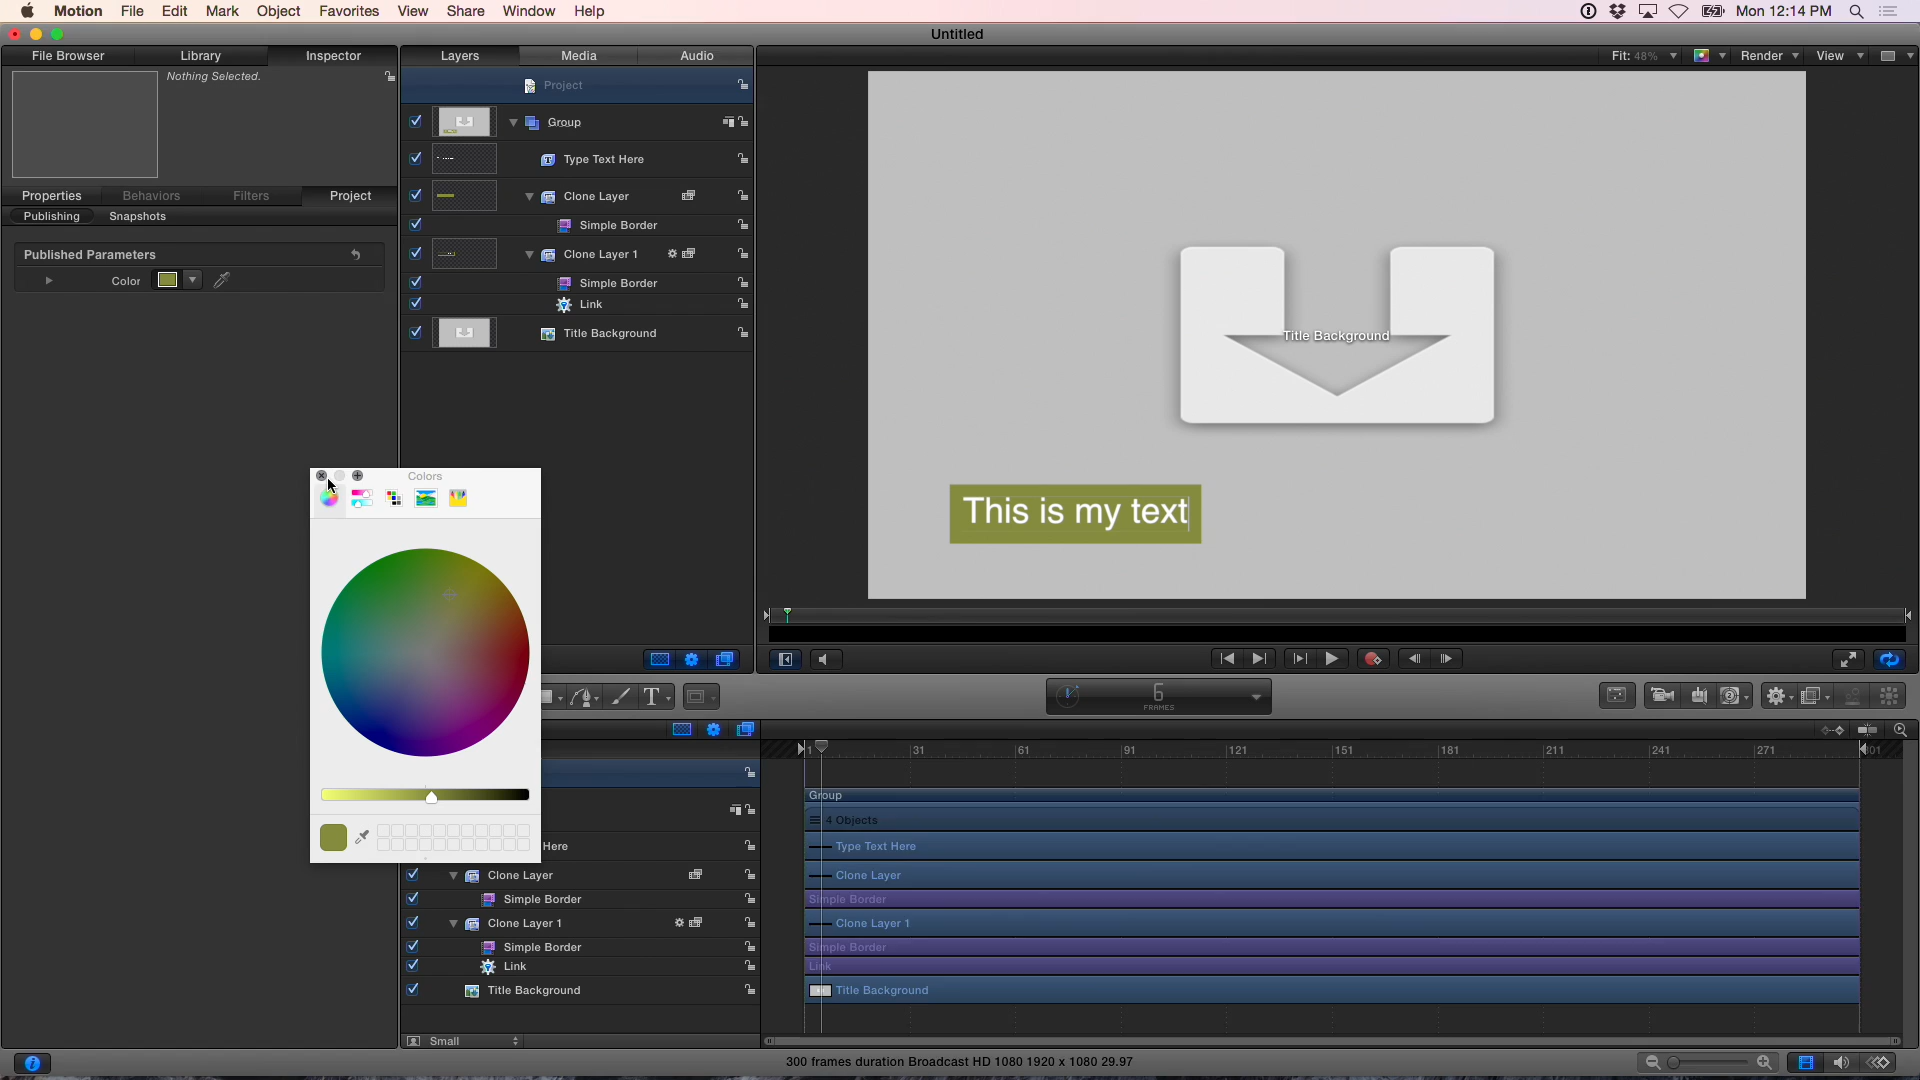 Motion File Edit Mark Object Favorites View Share Window Help Mon 12:14 PM
Untitled
File Browser Library Inspector
Layers Media Audio
Fit: 48% Render View
Nothing Selected.
Project
Group
Type Text Here
Clone Layer
Simple Border
Clone Layer 1
Simple Border
Link
Title Background
Properties Behaviors Filters Project
Publishing Snapshots
Published Parameters
Color
Title Background
This is my text
Colors
T
6
FRAMES
1 31 61 91 121 151 181 211 241 271 301
Here
Clone Layer
Simple Border
Clone Layer 1
Simple Border
Link
Title Background
Group
4 Objects
Type Text Here
Clone Layer
Simple Border
Clone Layer 1
Simple Border
Link
Title Background
Small
300 frames duration Broadcast HD 1080 1920 x 1080 29.97